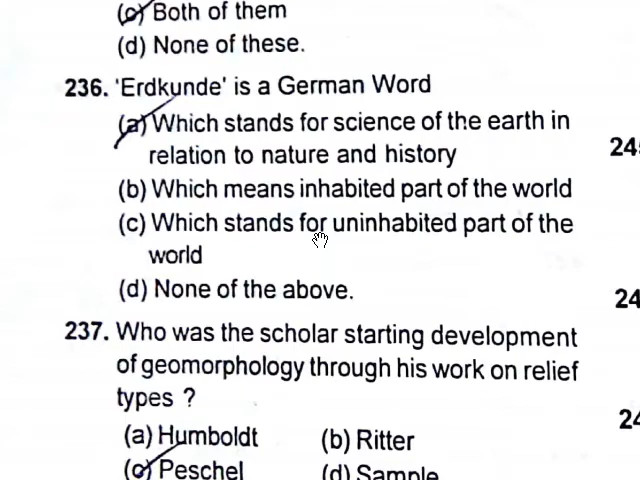 (c) Both of them
(d) None of these.
236. 'Erdkunde' is a German Word
(a) Which stands for science of the earth in
relation to nature and history
(b) Which means inhabited part of the world
(c) Which stands for uninhabited part of the
world
(d) None of the above.
237. Who was the scholar starting development
of geomorphology through his work on relief
types ?
(a) Humboldt (b) Ritter
(c) Peschel (d) Sample